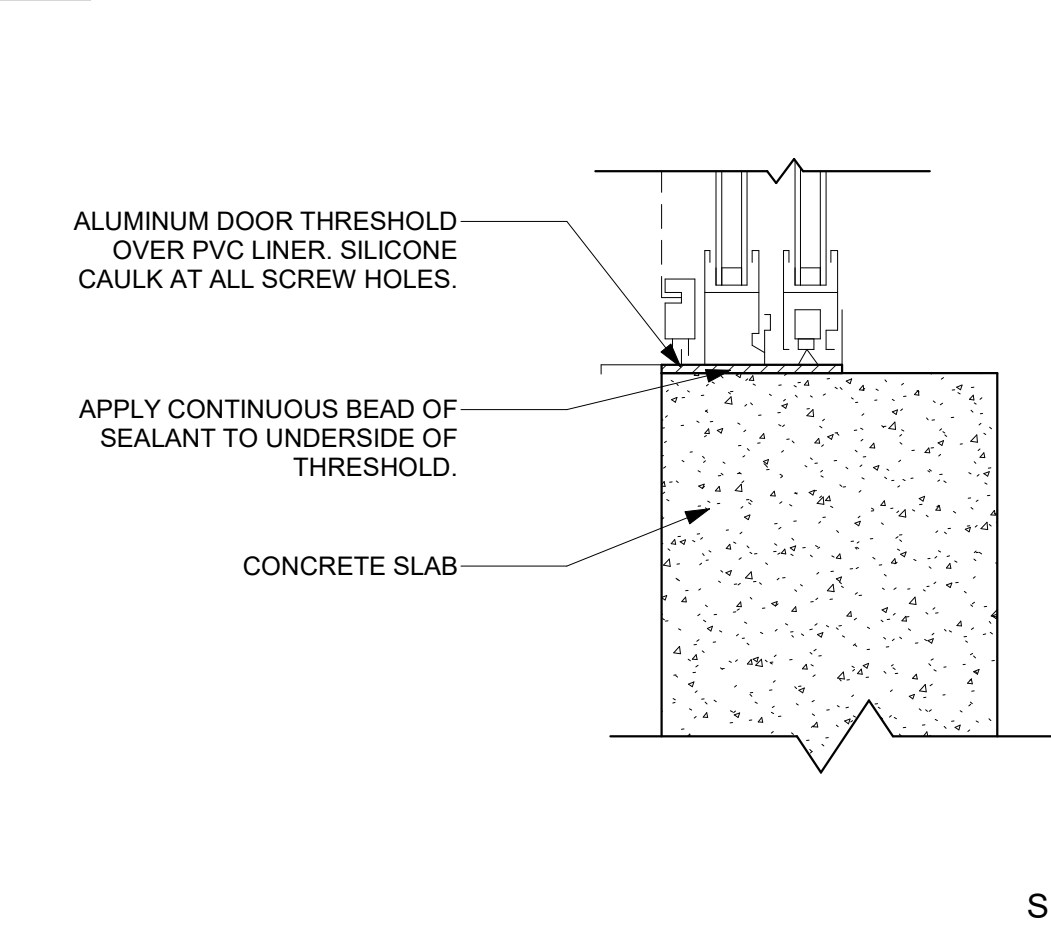 ALUMINUM DOOR THRESHOLD
OVER PVC LINER. SILICONE
CAULK AT ALL SCREW HOLES.
APPLY CONTINUOUS BEAD OF
SEALANT TO UNDERSIDE OF
THRESHOLD.
CONCRETE SLAB
S